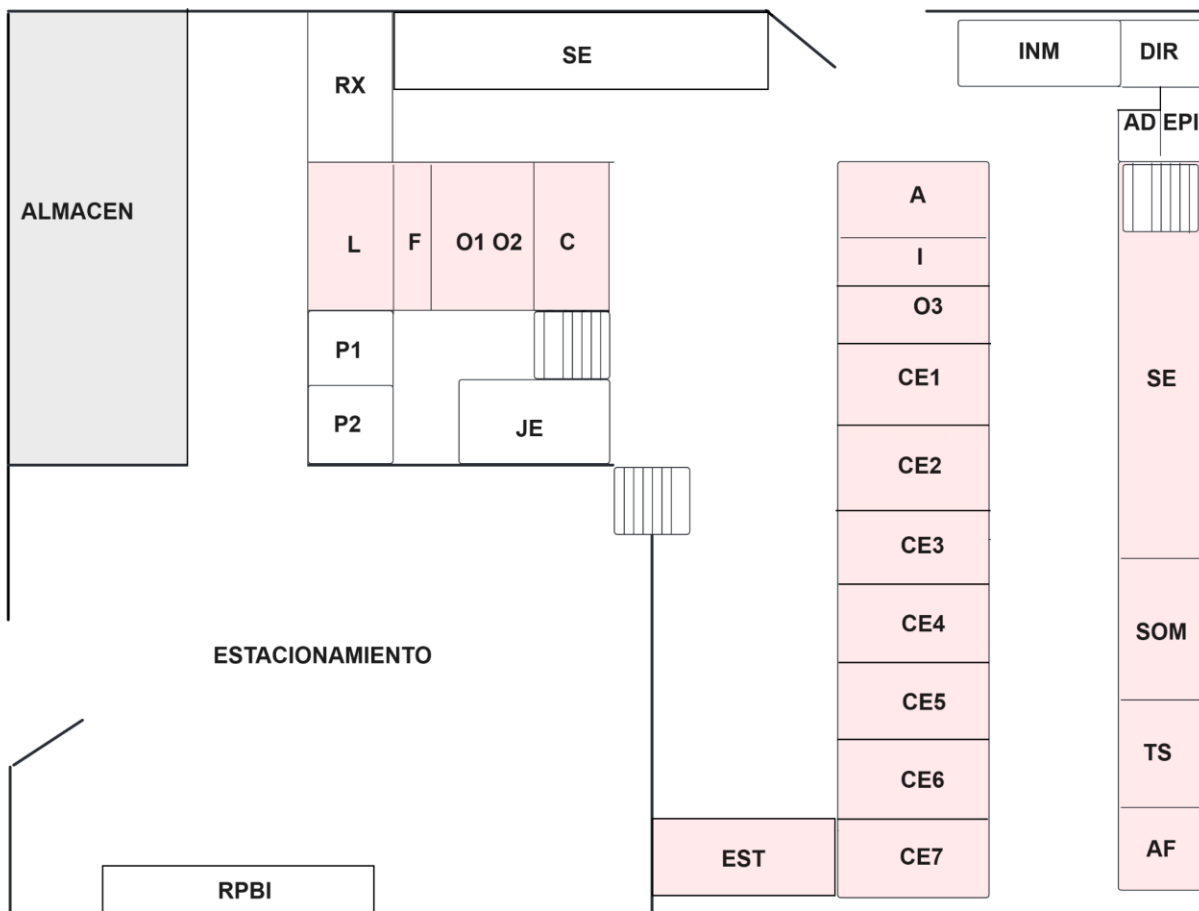 SE
INM
DIR
RX
AD EPI
ALMACEN
L
F
O1 O2
C
A
I
O3
P1
CE1
SE
P2
JE
CE2
CE3
CE4
SOM
ESTACIONAMIENTO
CE5
TS
CE6
EST
CE7
AF
RPBI